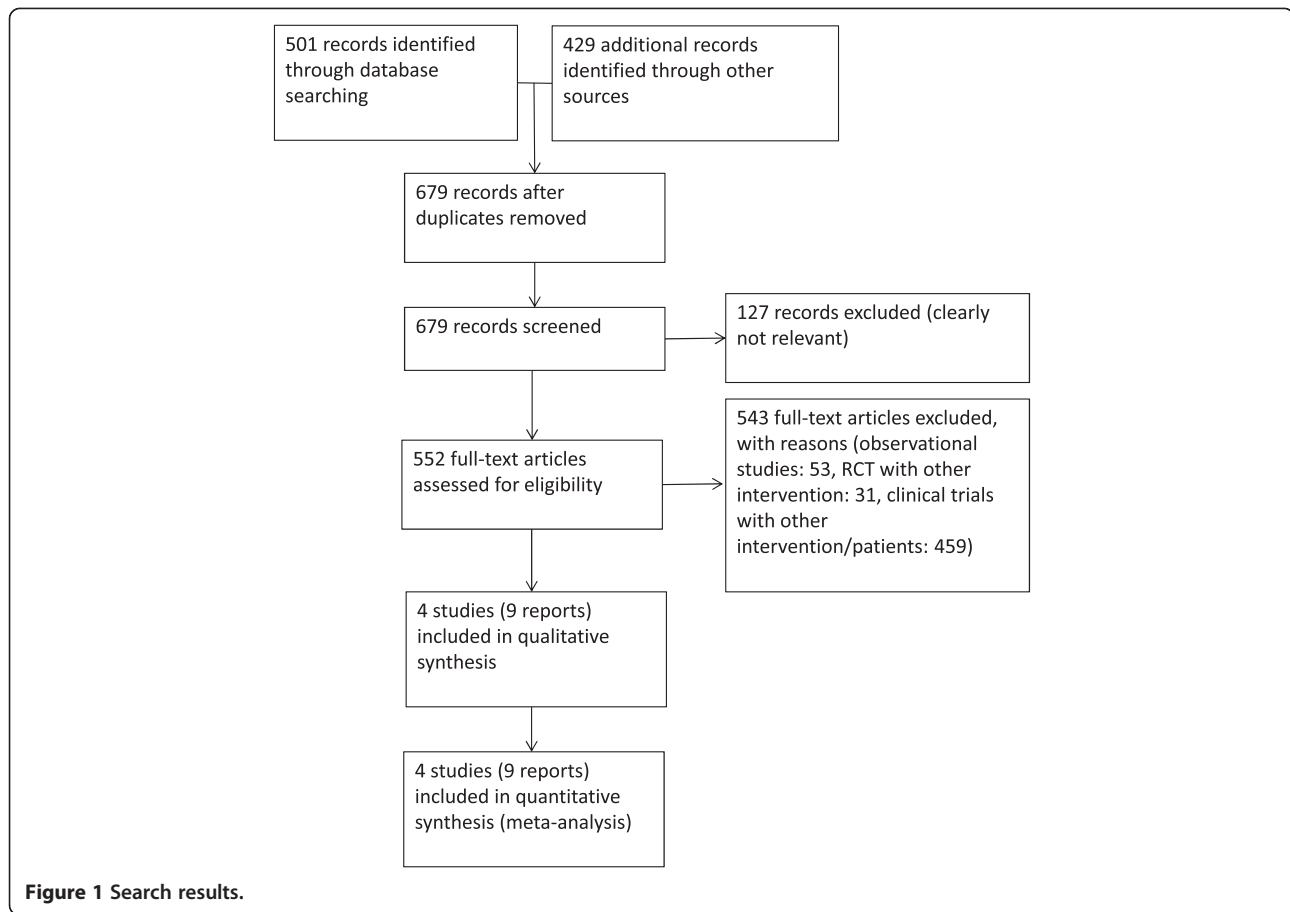 501 records identified
through database
searching
429 additional records
identified through other
sources
679 records after
duplicates removed
679 records screened
127 records excluded (clearly
not relevant)
552 full-text articles
assessed for eligibility
543 full-text articles excluded,
with reasons (observational
studies: 53, RCT with other
intervention: 31, clinical trials
with other
intervention/patients: 459)
4 studies (9 reports)
included in qualitative
synthesis
4 studies (9 reports)
included in quantitative
synthesis (meta-analysis)
Figure 1 Search results.